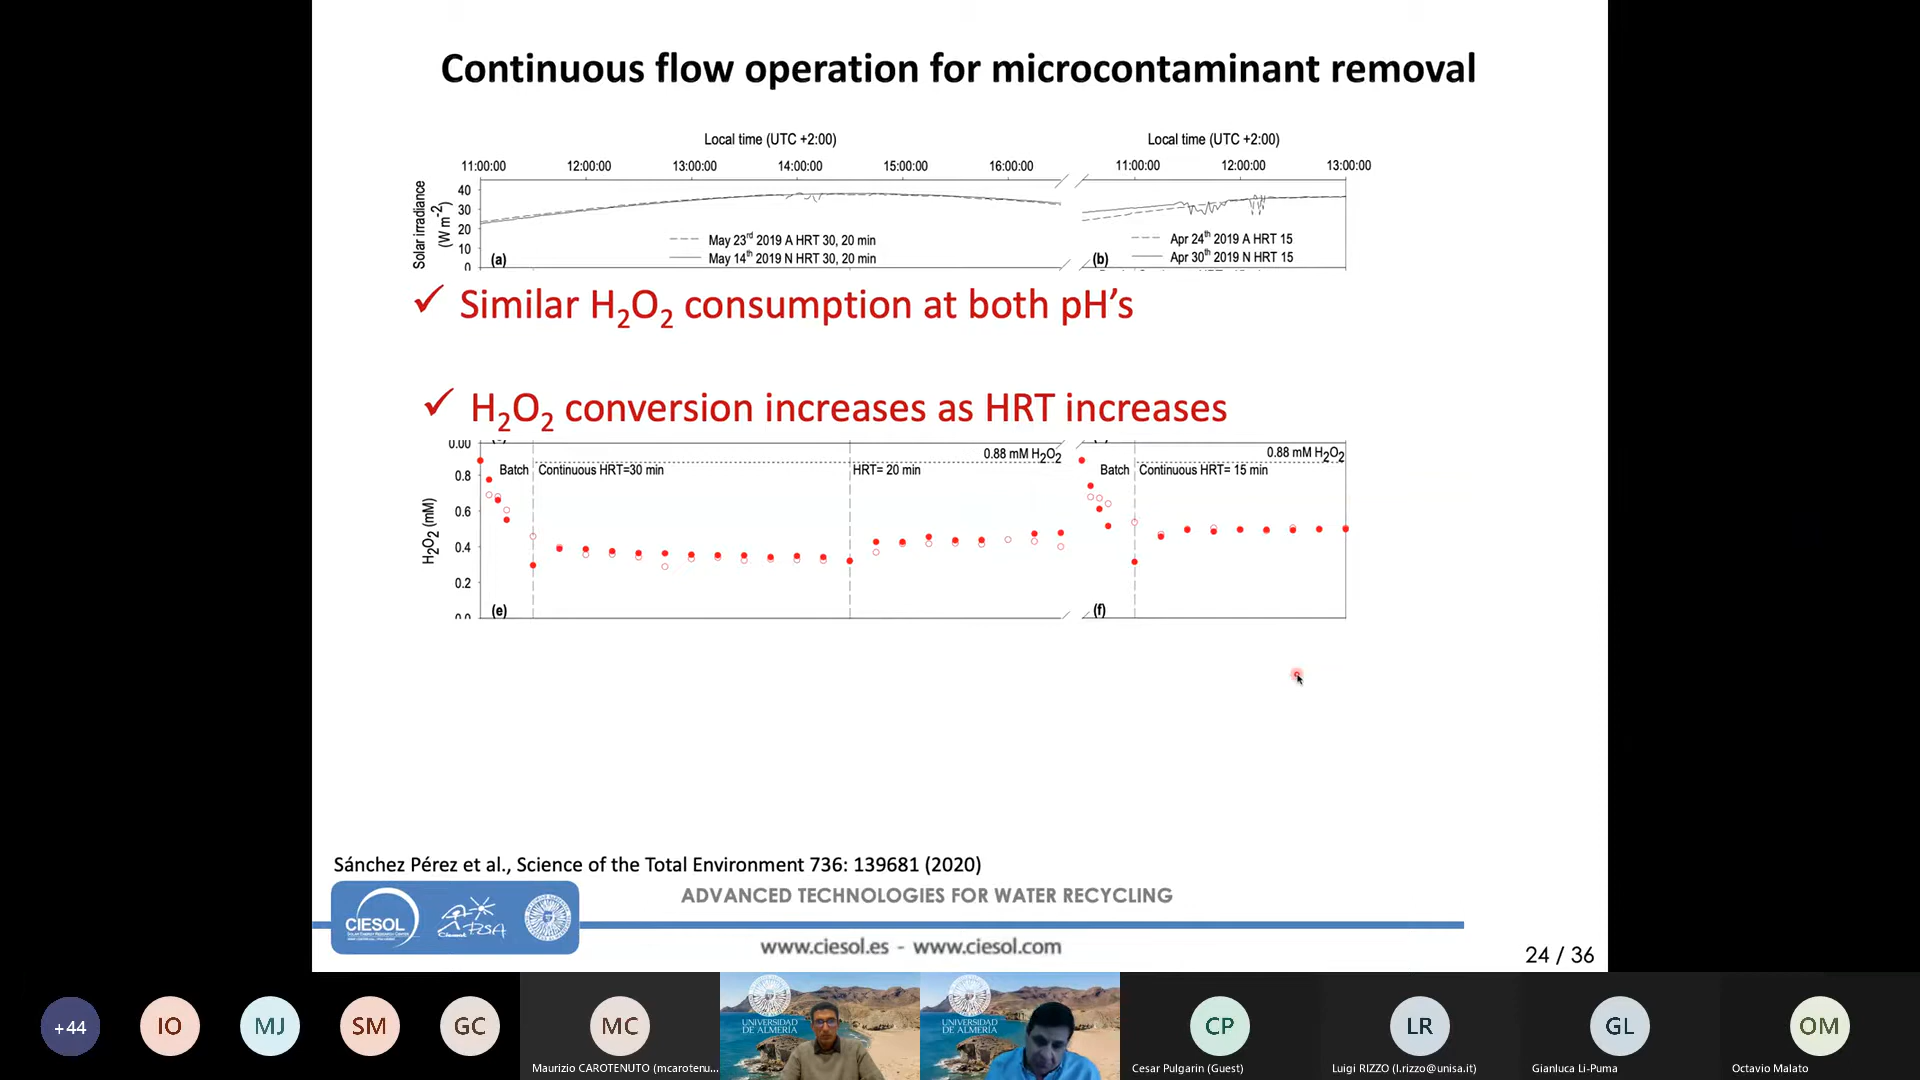 Continuous flow operation for microcontaminant removal
Local time (UTC +2:00)
Local time (UTC +2:00)
11:00:00 12:00:00 13:00:00 14:00:00 15:00:00 16:00:00 11:00:00 12:00:00 13:00:00
Solar irradiance
(W m-2)
40
30
20
10
0
May 23rd 2019 A HRT 30, 20 min
May 14th 2019 N HRT 30, 20 min
(a)
Apr 24th 2019 A HRT 15
Apr 30th 2019 N HRT 15
(b)
✓ Similar H2O2 consumption at both pH’s
✓ H2O2 conversion increases as HRT increases
0.88 mM H2O2
0.88 mM H2O2
Batch Continuous HRT=30 min HRT= 20 min
Batch Continuous HRT= 15 min
H2O2 (mM)
0.8
0.6
0.4
0.2
(e)
(f)
Sánchez Pérez et al., Science of the Total Environment 736: 139681 (2020)
ADVANCED TECHNOLOGIES FOR WATER RECYCLING
CIESOL
PSA
www.ciesol.es - www.ciesol.com
24 / 36
+44 IO MJ SM GC MC CP LR GL OM
UNIVERSIDAD
DE ALMERÍA
UNIVERSIDAD
DE ALMERÍA
Maurizio CAROTENUTO (mcarotenu...
Cesar Pulgarin (Guest)
Luigi RIZZO (l.rizzo@unisa.it)
Gianluca Li-Puma
Octavio Malato